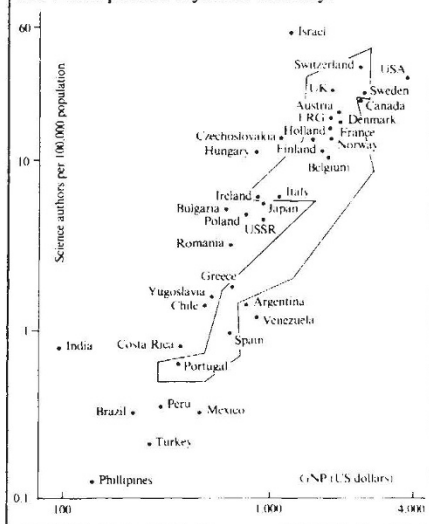 60
Israel
Switzerland
USA
UK
Sweden
Austria
Canada
FRG
Denmark
Holland
France
Czechoslovakia
Norway
Hungary
Finland
10
Belgium
Science authors per 100,000 population
Ireland
Italy
Bulgaria
Japan
Poland
USSR
Romania
Greece
Yugoslavia
Chile
Argentina
Venezuela
1
India
Costa Rica
Spain
Portugal
Peru
Brazil
Mexico
Turkey
Phillipines
GNP (US dollars)
0.1
100
1,000
4,000